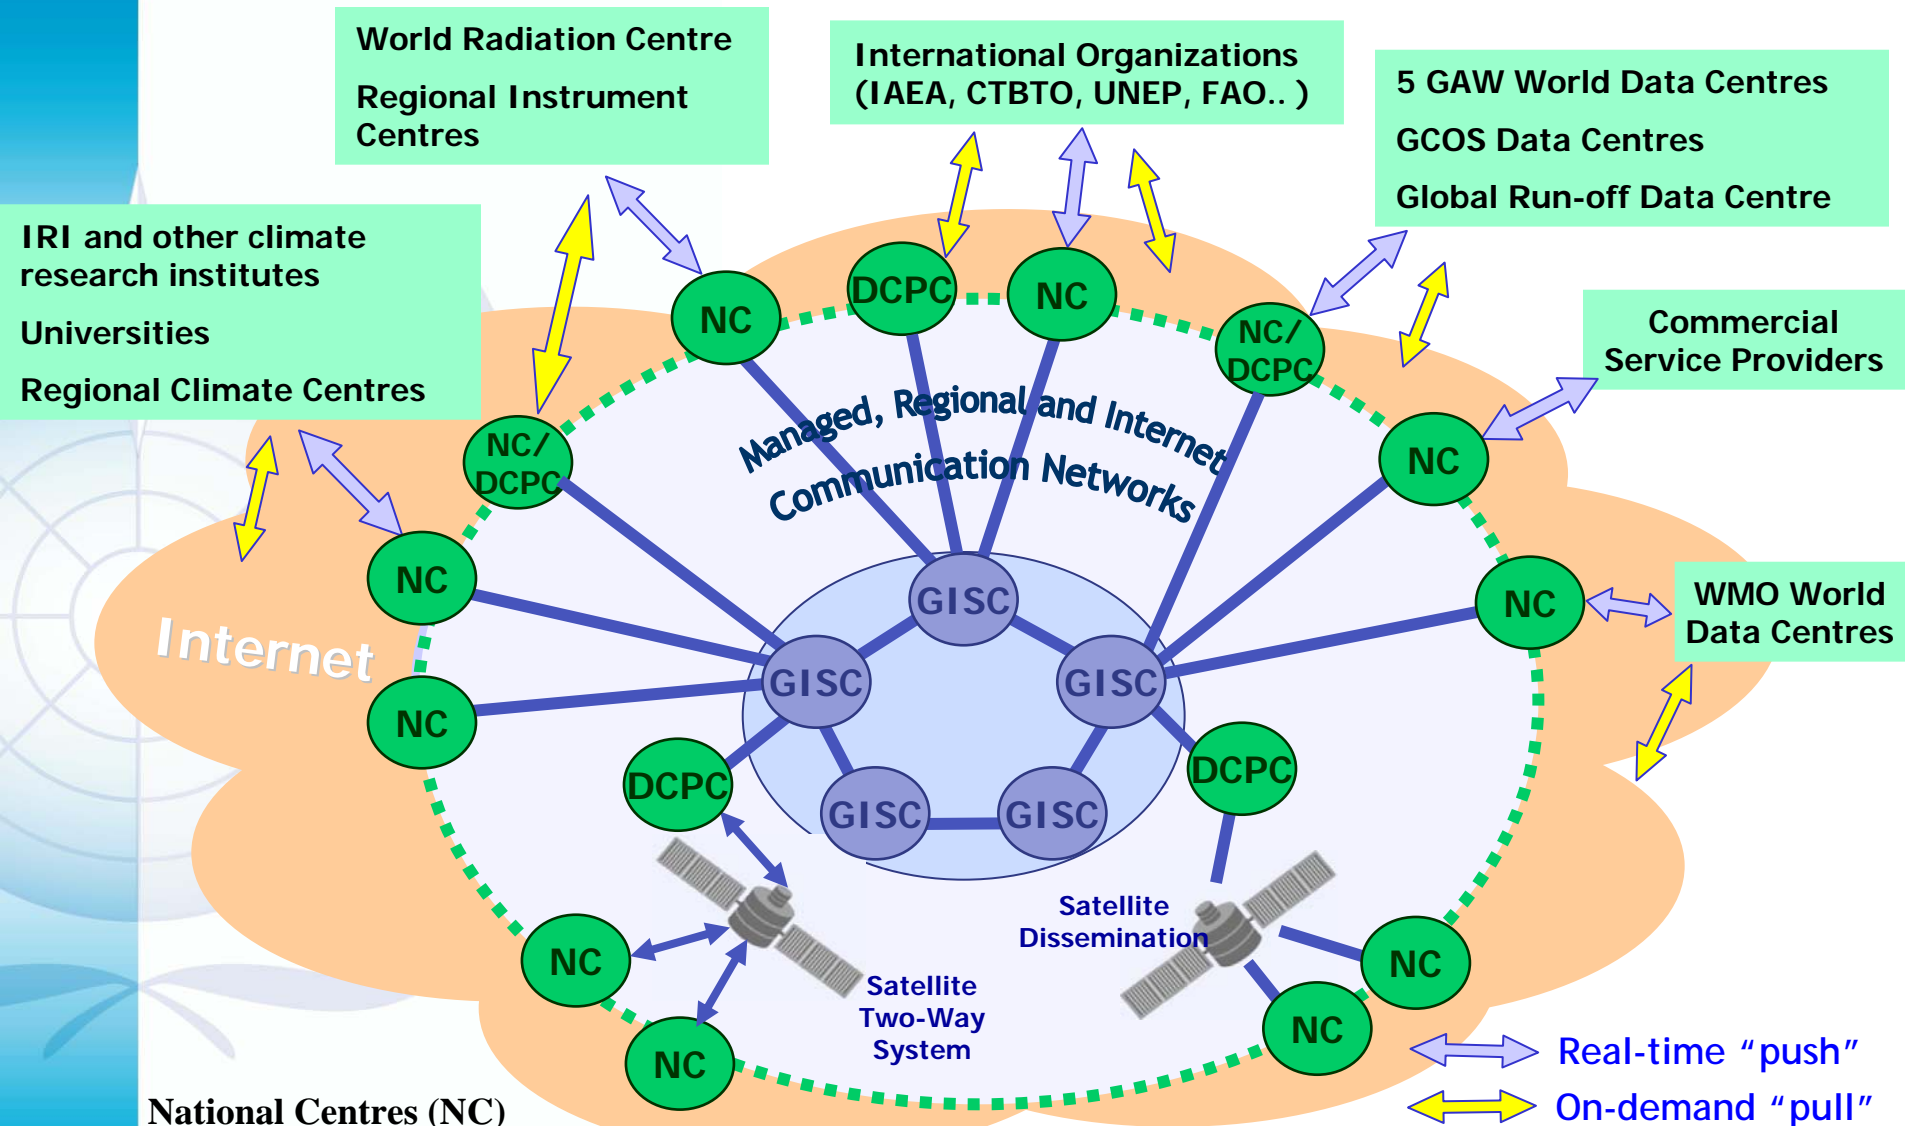 World Radiation Centre
Regional Instrument
Centres
International Organizations
(IAEA, CTBTO, UNEP, FAO.. )
5 GAW World Data Centres
GCOS Data Centres
Global Run-off Data Centre
IRI and other climate
research institutes
Universities
Regional Climate Centres
Commercial
Service Providers
NC
DCPC
NC
NC/
DCPC
NC/
DCPC
NC
Managed, Regional and Internet
Communication Networks
NC
NC
WMO World
Data Centres
Internet
GISC
GISC
GISC
NC
DCPC
DCPC
GISC
GISC
Satellite
Dissemination
NC
NC
Satellite
Two-Way
System
NC
NC
Real-time “push”
On-demand “pull”
National Centres (NC)